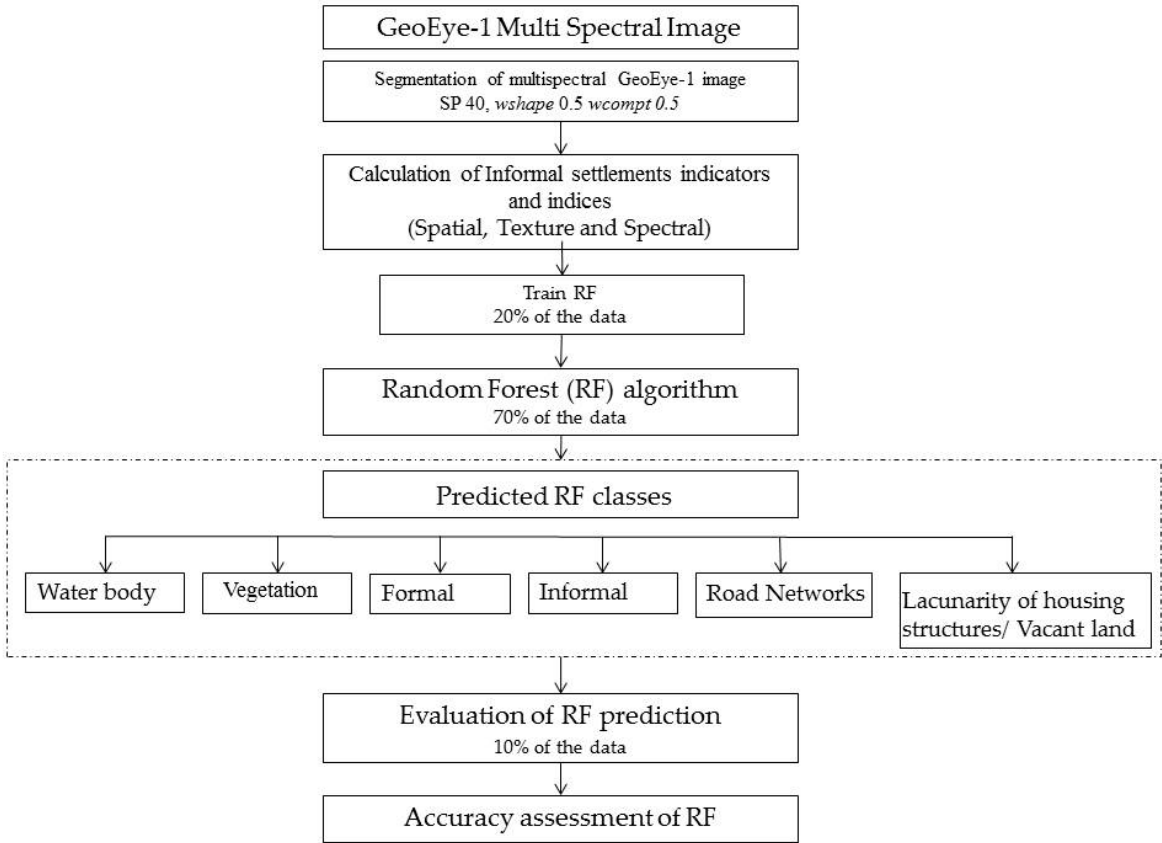 GeoEye-1 Multi Spectral Image
Segmentation of multispectral GeoEye-1 image
SP 40, wshape 0.5 wcompt 0.5
Calculation of Informal settlements indicators
and indices
(Spatial, Texture and Spectral)
Train RF
20% of the data
Random Forest (RF) algorithm
70% of the data
Predicted RF classes
Water body
Vegetation
Formal
Informal
Road Networks
Lacunarity of housing
structures/ Vacant land
Evaluation of RF prediction
10% of the data
Accuracy assessment of RF